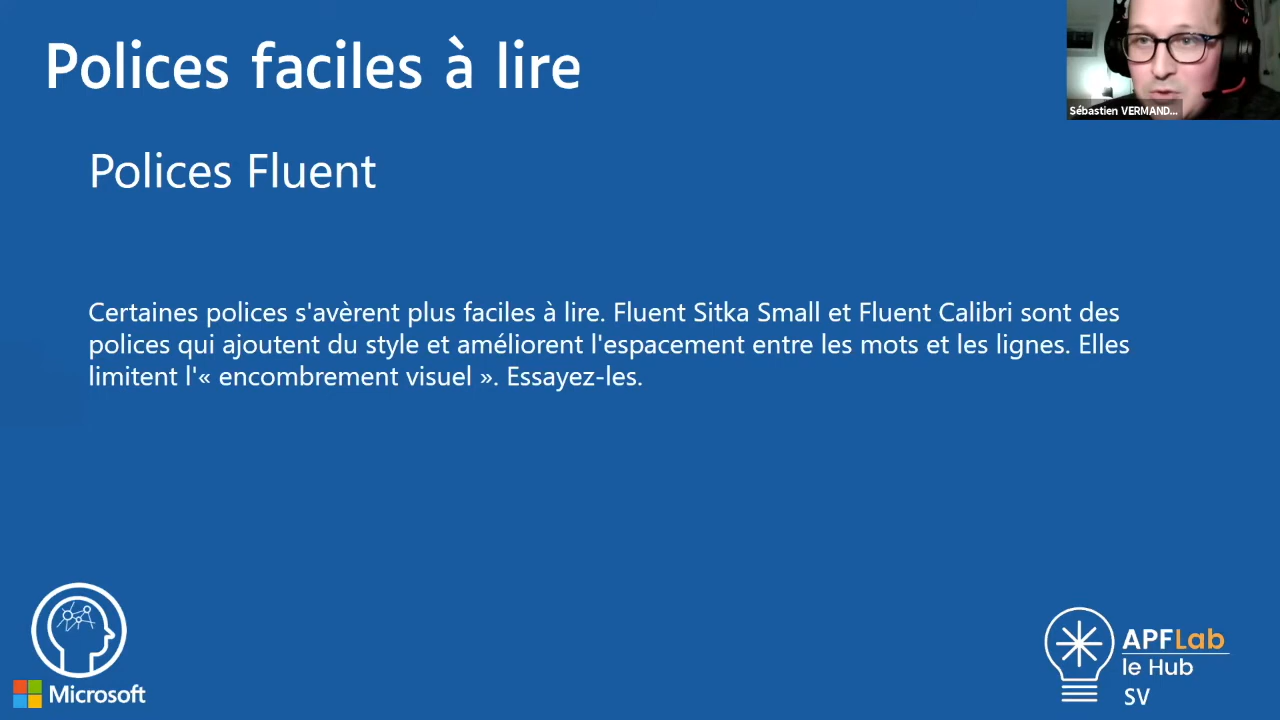 Polices faciles à lire
Sébastien VERMAND...
Polices Fluent
Certaines polices s'avèrent plus faciles à lire. Fluent Sitka Small et Fluent Calibri sont des
polices qui ajoutent du style et améliorent l'espacement entre les mots et les lignes. Elles
limitent l'« encombrement visuel ». Essayez-les.
Microsoft
APFLab
le Hub
SV